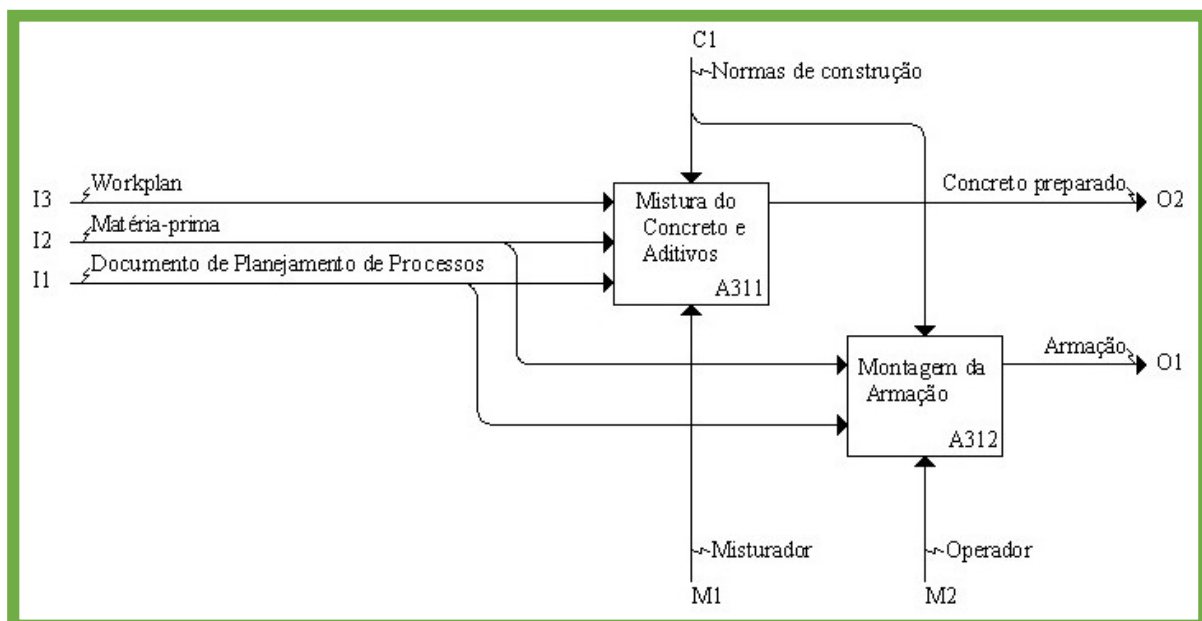 C1
Normas de construção
I3
Workplan
I2
Matéria-prima
I1
Documento de Planejamento de Processos
Mistura do
Concreto e
Aditivos
A311
Concreto preparado
O2
Montagem da
Armação
A312
Armação
O1
Misturador
M1
Operador
M2